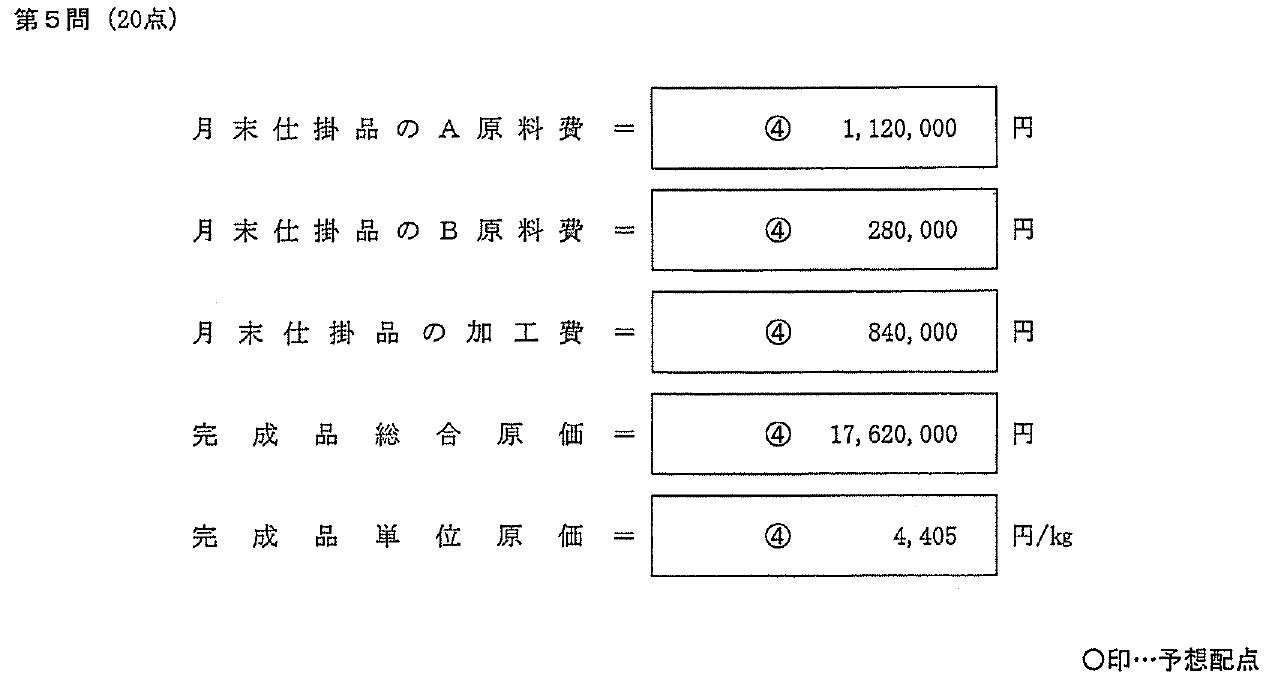 第5問 (20点)
月末仕掛品のA原料費 = ④ 1,120,000 円
月末仕掛品のB原料費 = ④ 280,000 円
月末仕掛品の加工費 = ④ 840,000 円
完成品総合原価 = ④ 17,620,000 円
完成品単位原価 = ④ 4,405 円/kg
○印…予想配点